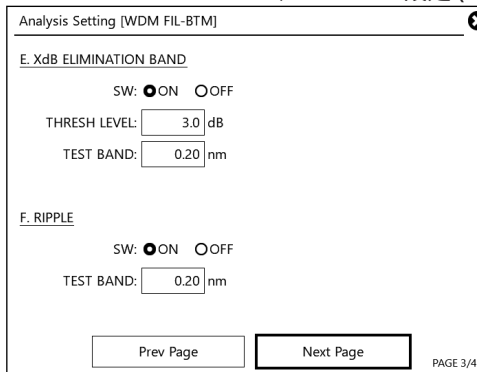 Analysis Setting [WDM FIL-BTM]
E. XdB ELIMINATION BAND
SW: ON OFF
THRESH LEVEL: 3.0 dB
TEST BAND: 0.20 nm
F. RIPPLE
SW: ON OFF
TEST BAND: 0.20 nm
Prev Page Next Page PAGE 3/4